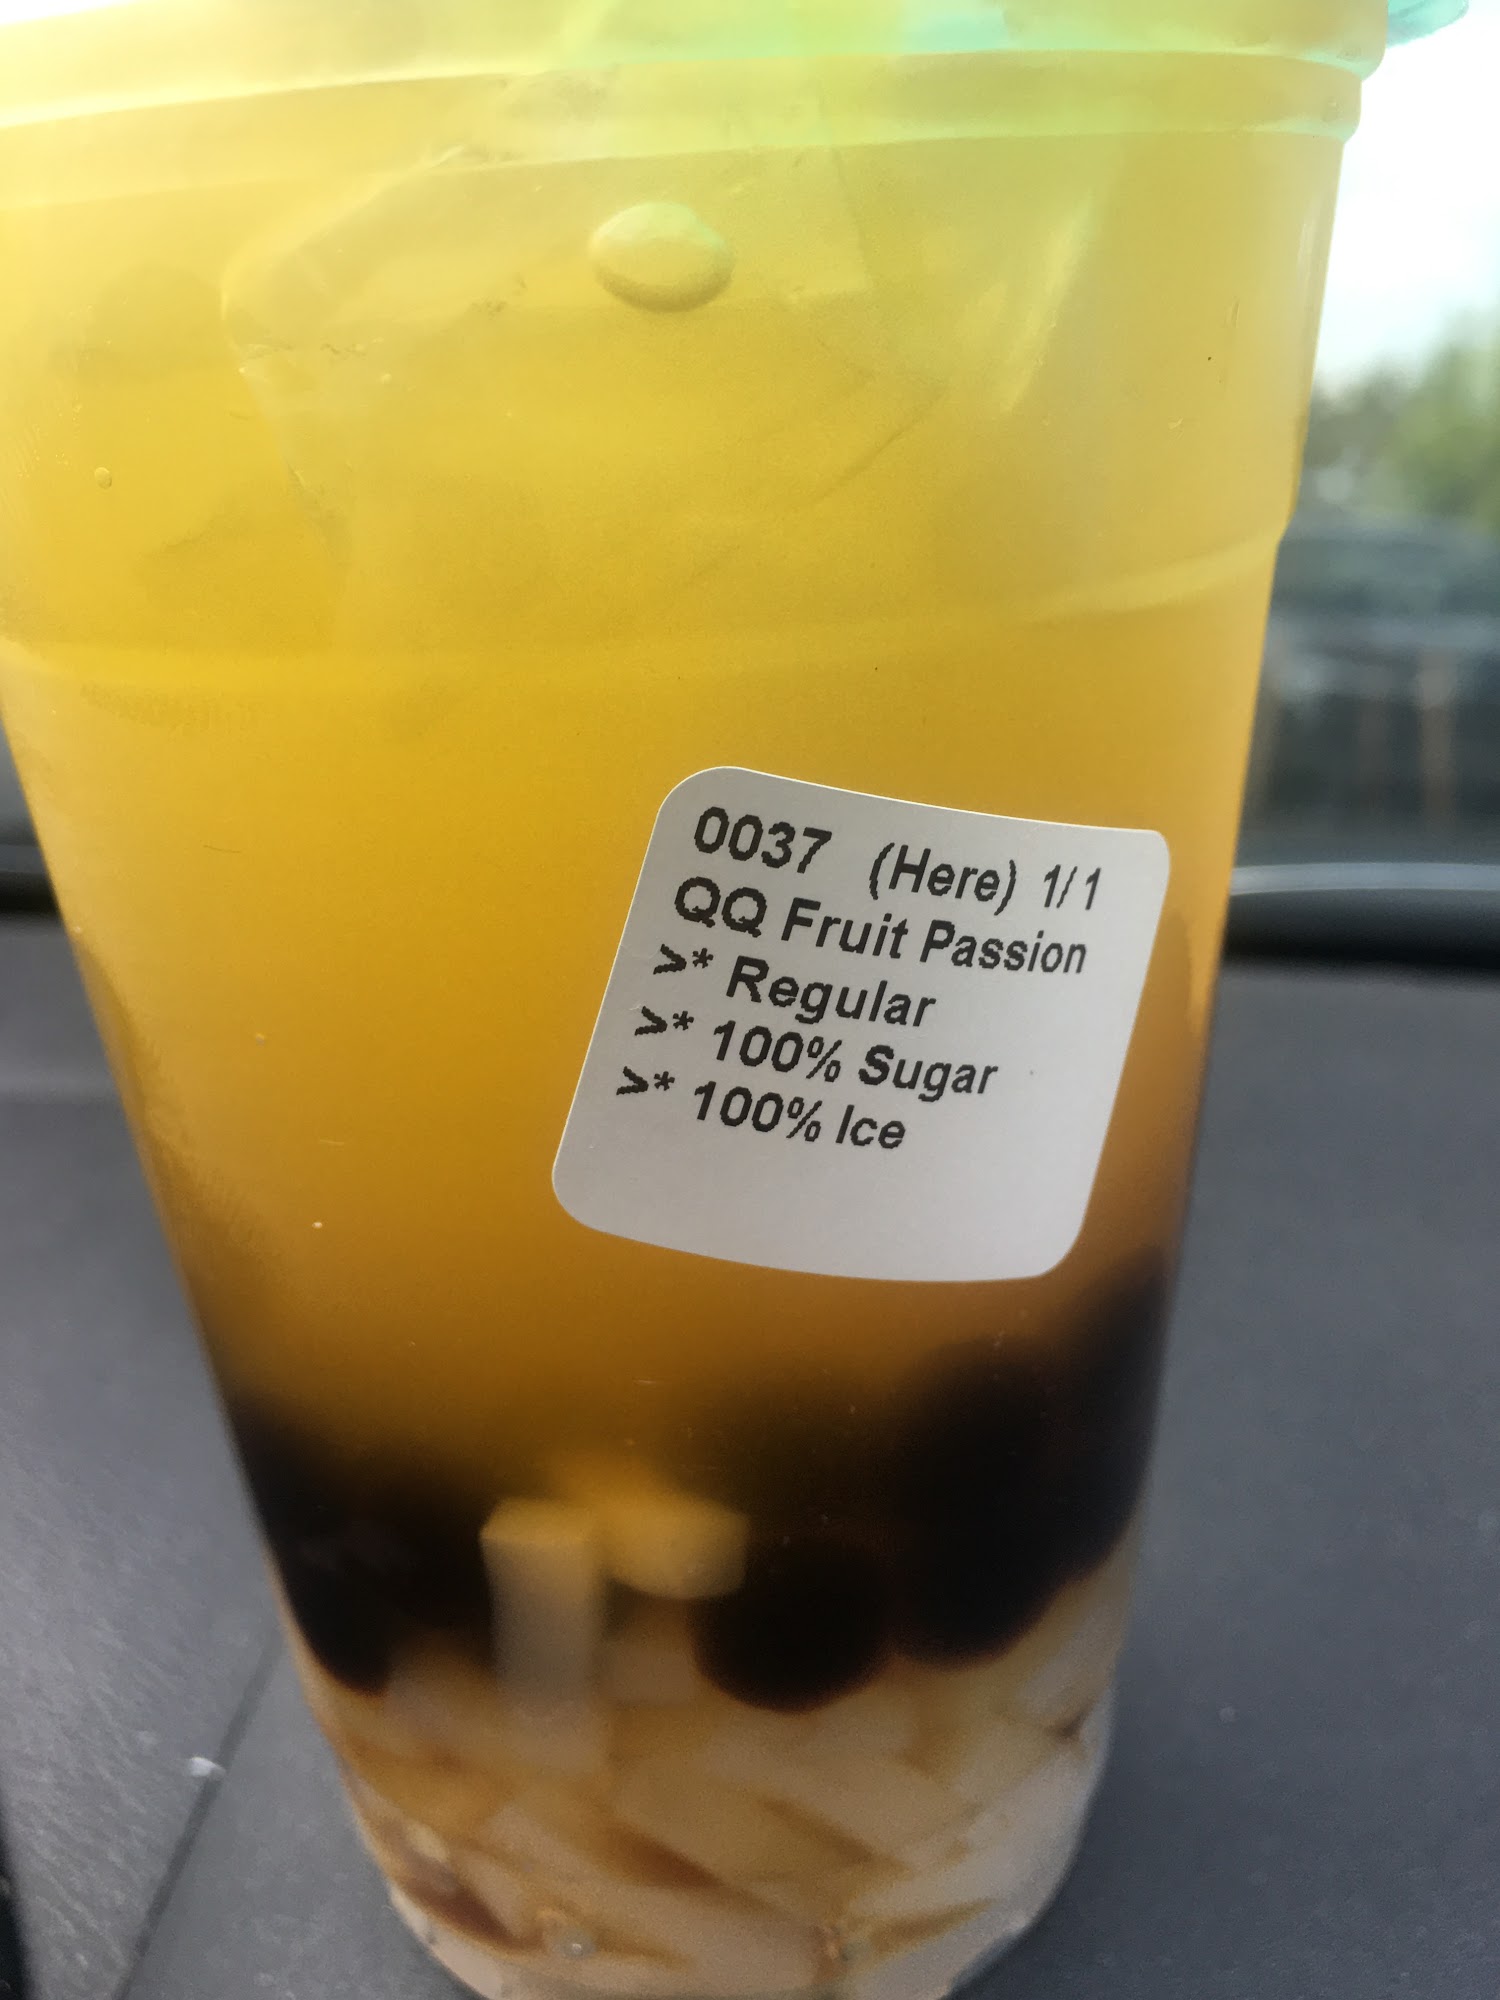 0037 (Here) 1/1
QQ Fruit Passion
>* Regular
>* 100% Sugar
>* 100% Ice